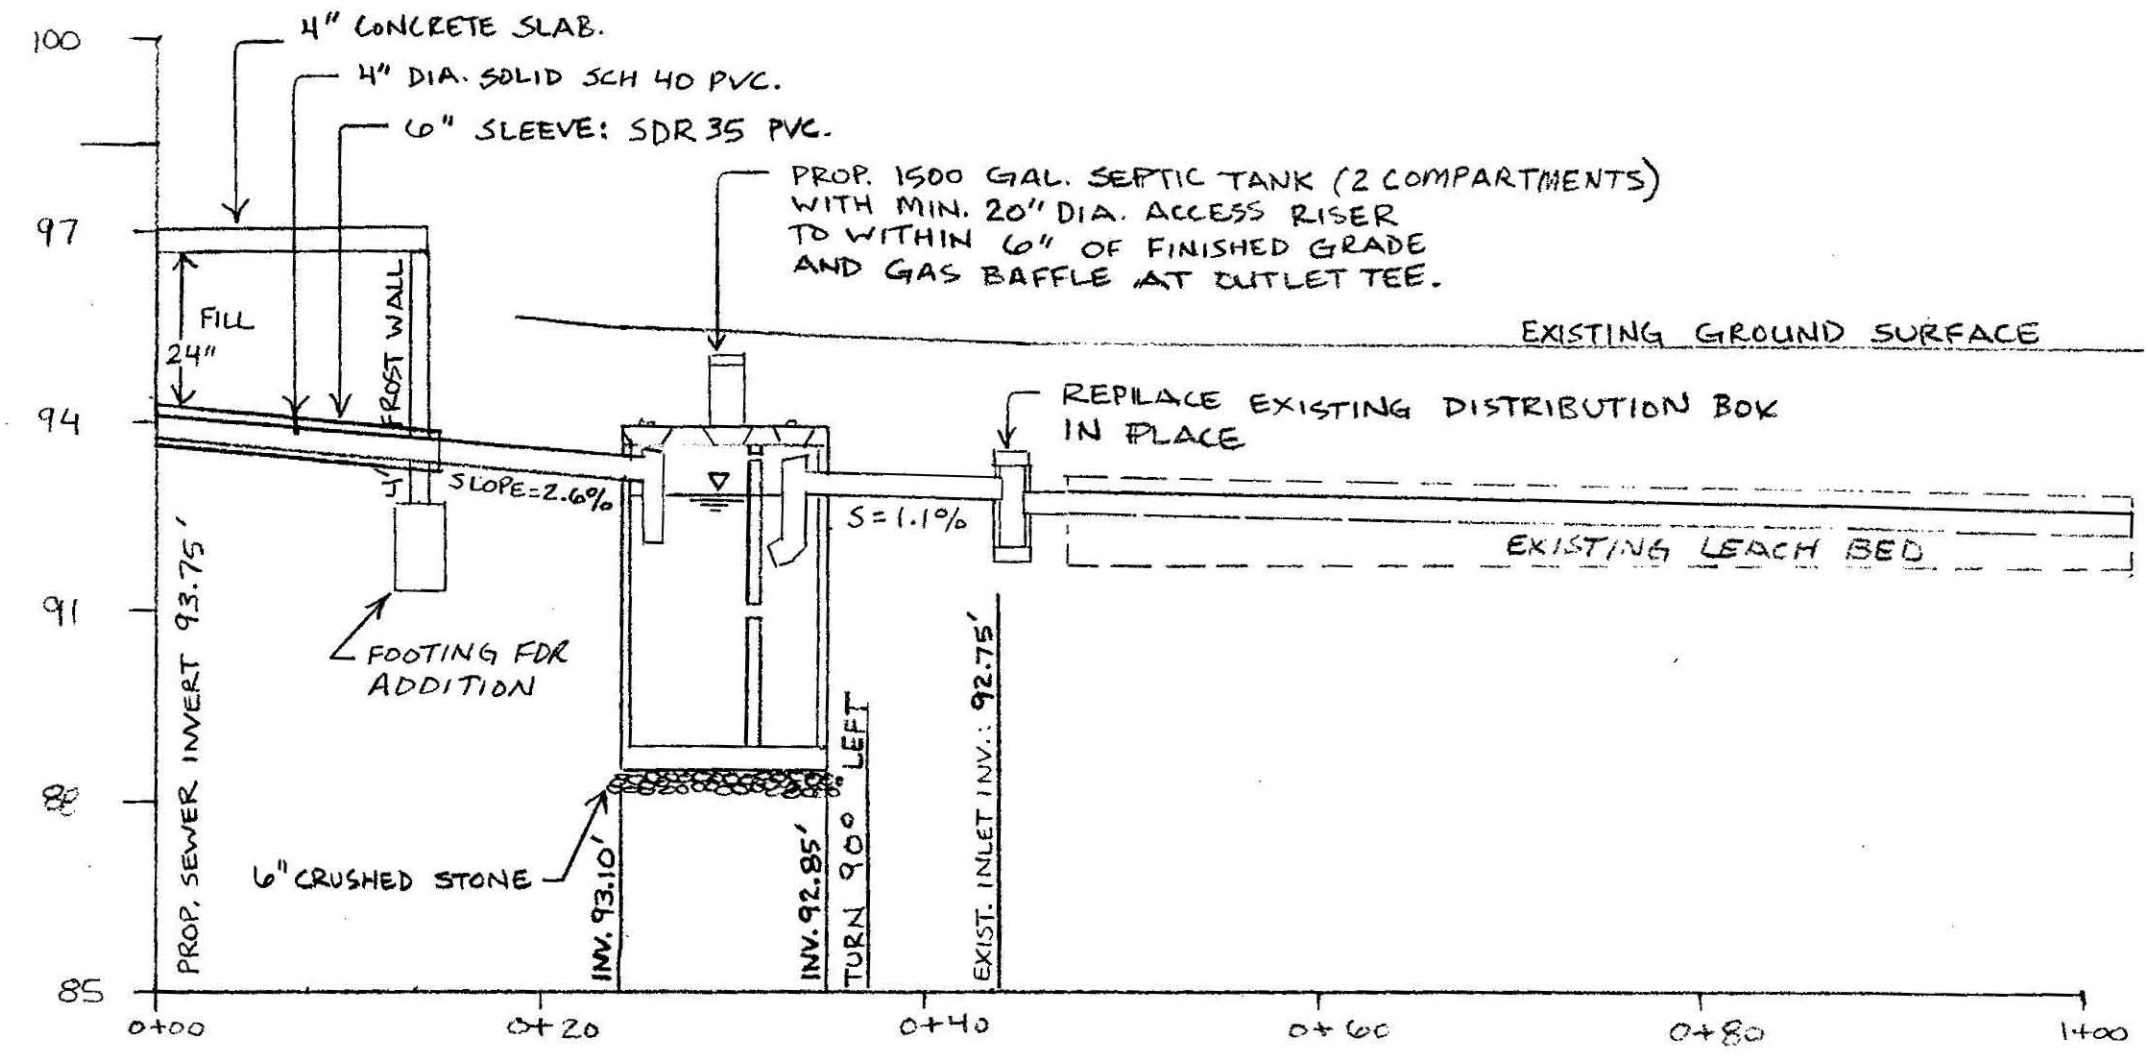 100
4" CONCRETE SLAB.
4" DIA. SOLID SCH 40 PVC.
6" SLEEVE: SDR 35 PVC.
PROP. 1500 GAL. SEPTIC TANK (2 COMPARTMENTS)
WITH MIN. 20" DIA. ACCESS RISER
TO WITHIN 6" OF FINISHED GRADE
AND GAS BAFFLE AT OUTLET TEE.
97
FILL
24"
FROST WALL
4'
EXISTING GROUND SURFACE
94
REPLACE EXISTING DISTRIBUTION BOX
IN PLACE
SLOPE=2.6%
S=1.1%
EXISTING LEACH BED
91
FOOTING FOR
ADDITION
PROP. SEWER INVERT 93.75'
88
6" CRUSHED STONE
INV. 93.10'
INV. 92.85'
TURN 90° LEFT
EXIST. INLET INV.: 92.75'
85
0+00
0+20
0+40
0+60
0+80
1+00